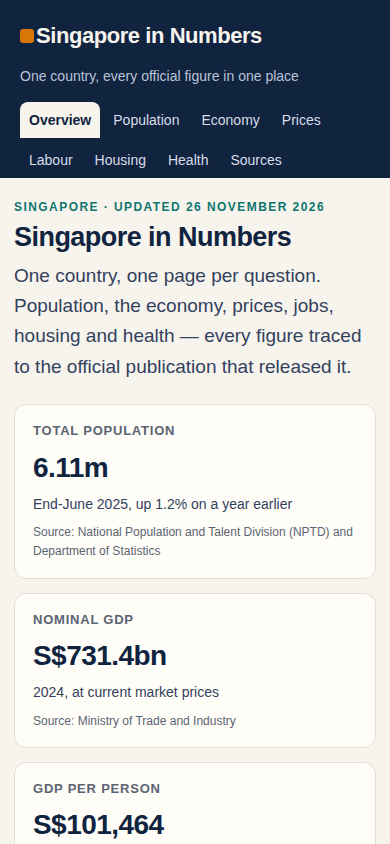 Singapore in Numbers
One country, every official figure in one place
Overview Population Economy Prices
Labour Housing Health Sources
SINGAPORE · UPDATED 26 NOVEMBER 2026
Singapore in Numbers
One country, one page per question.
Population, the economy, prices, jobs,
housing and health — every figure traced
to the official publication that released it.
TOTAL POPULATION
6.11m
End-June 2025, up 1.2% on a year earlier
Source: National Population and Talent Division (NPTD) and
Department of Statistics
NOMINAL GDP
S$731.4bn
2024, at current market prices
Source: Ministry of Trade and Industry
GDP PER PERSON
S$101,464